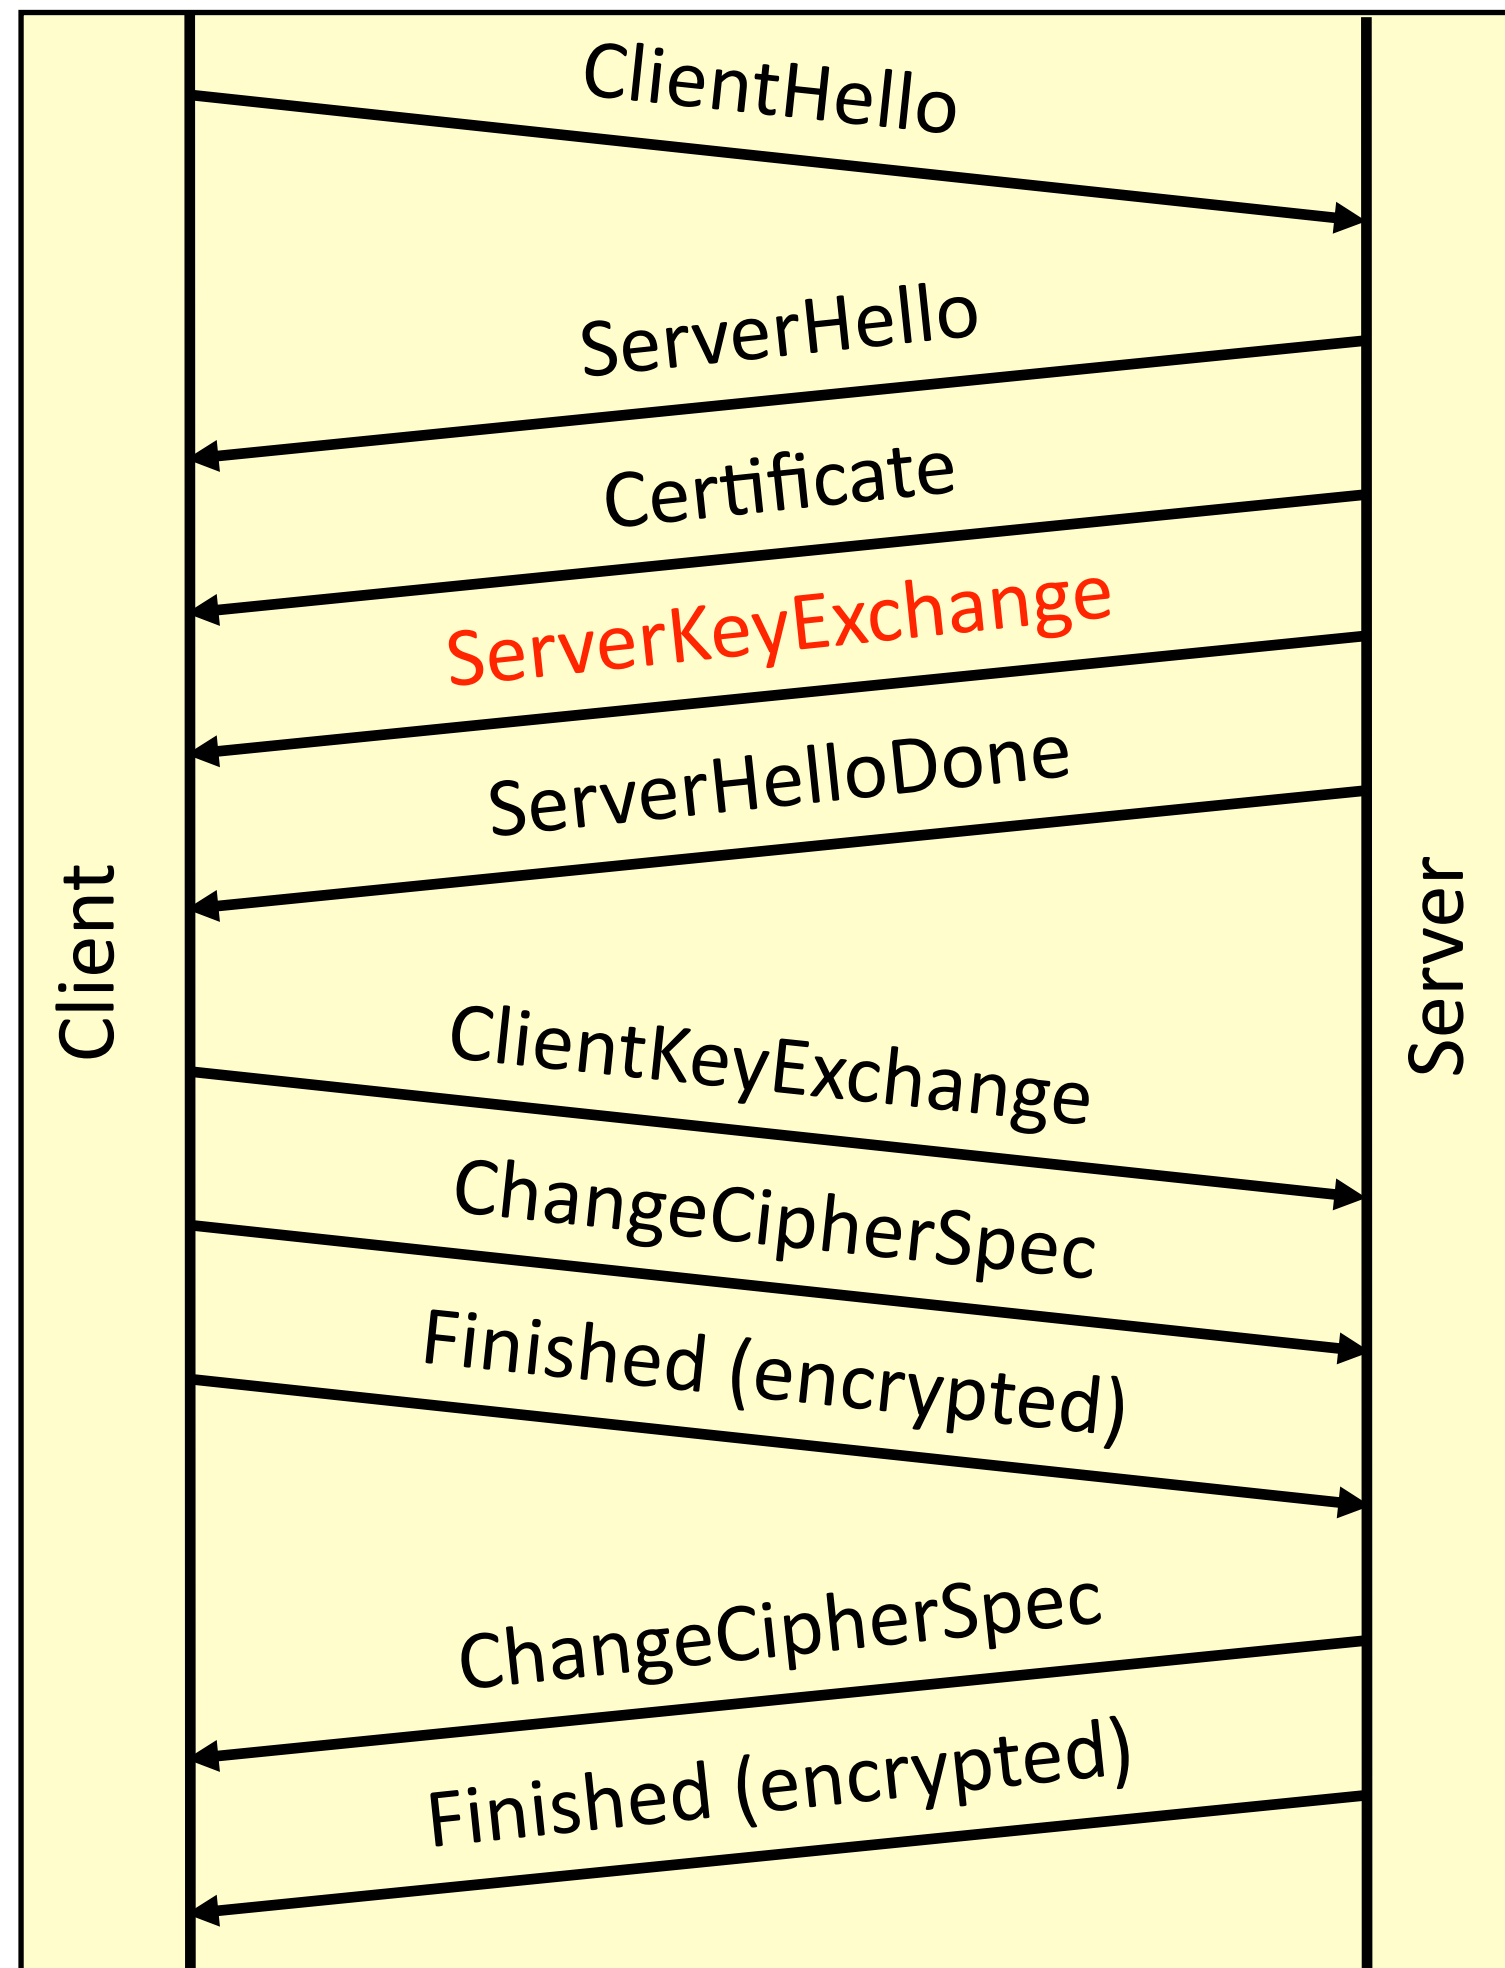 ClientHello
ServerHello
Certificate
ServerKeyExchange
ServerHelloDone
Client
Server
ClientKeyExchange
ChangeCipherSpec
Finished (encrypted)
ChangeCipherSpec
Finished (encrypted)